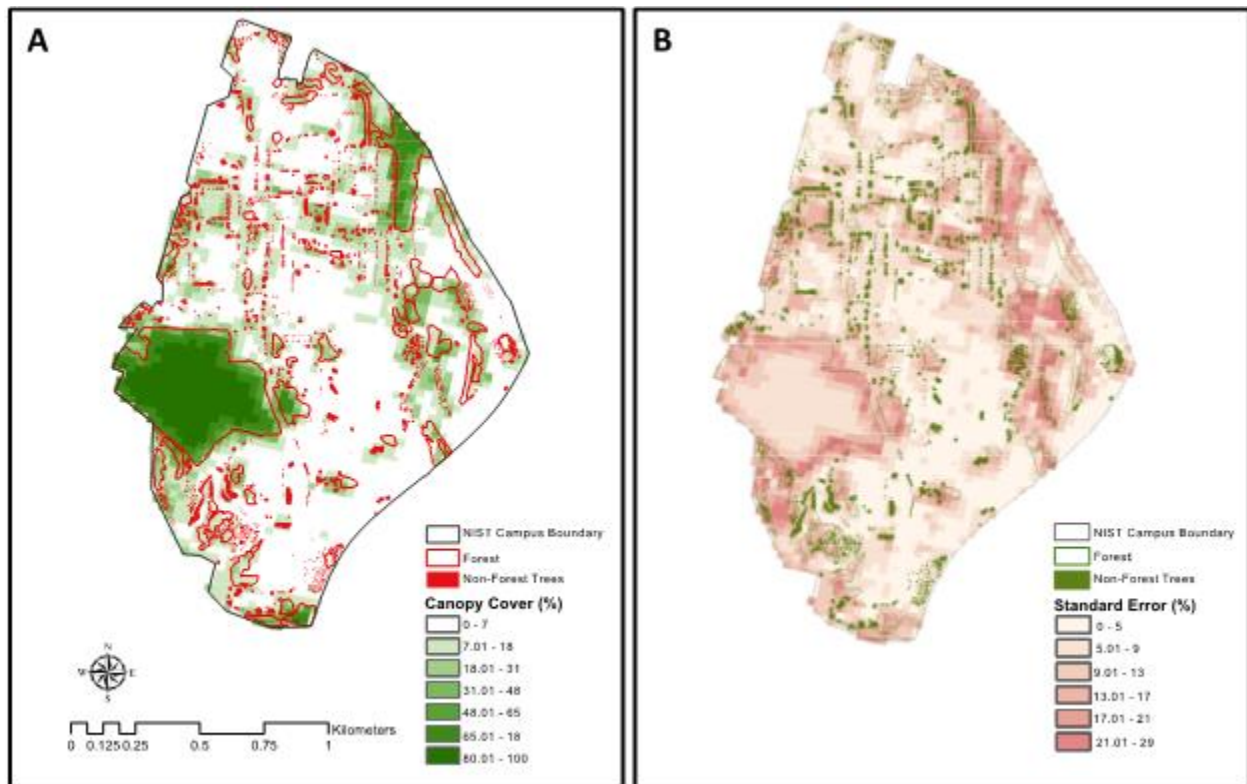 A
NIST Campus Boundary
Forest
Non-Forest Trees
Canopy Cover (%)
0 - 7
7.01 - 18
18.01 - 31
31.01 - 48
48.01 - 65
65.01 - 18
80.01 - 100
N
W E
S
Kilometers
0 0.125 0.25 0.5 0.75 1
B
NIST Campus Boundary
Forest
Non-Forest Trees
Standard Error (%)
0 - 5
5.01 - 9
9.01 - 13
13.01 - 17
17.01 - 21
21.01 - 29